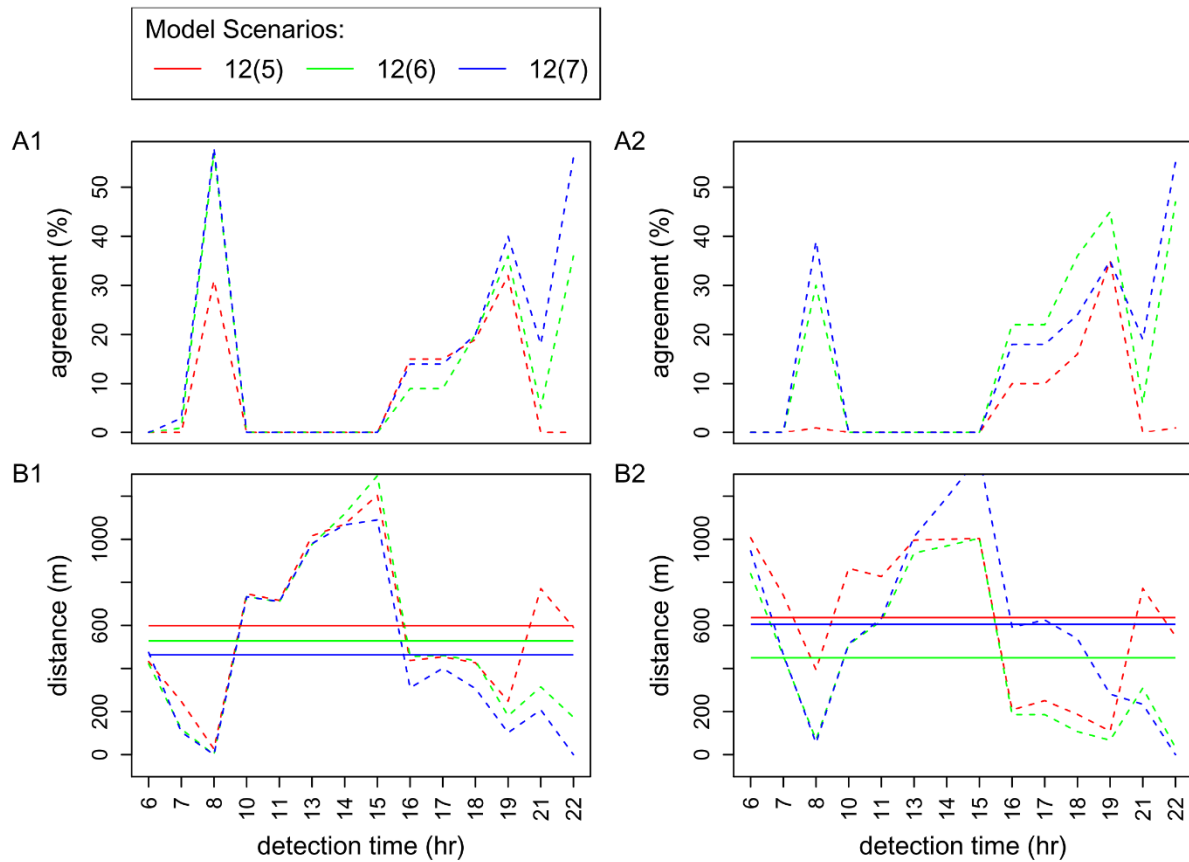 Model Scenarios:
12(5) 12(6) 12(7)
A1
agreement (%)
0 10 20 30 40 50
A2
agreement (%)
0 10 20 30 40 50
B1
distance (m)
0 200 600 1000
6 7 8 10 11 13 14 15 16 17 18 19 21 22
detection time (hr)
B2
distance (m)
0 200 600 1000
6 7 8 10 11 13 14 15 16 17 18 19 21 22
detection time (hr)